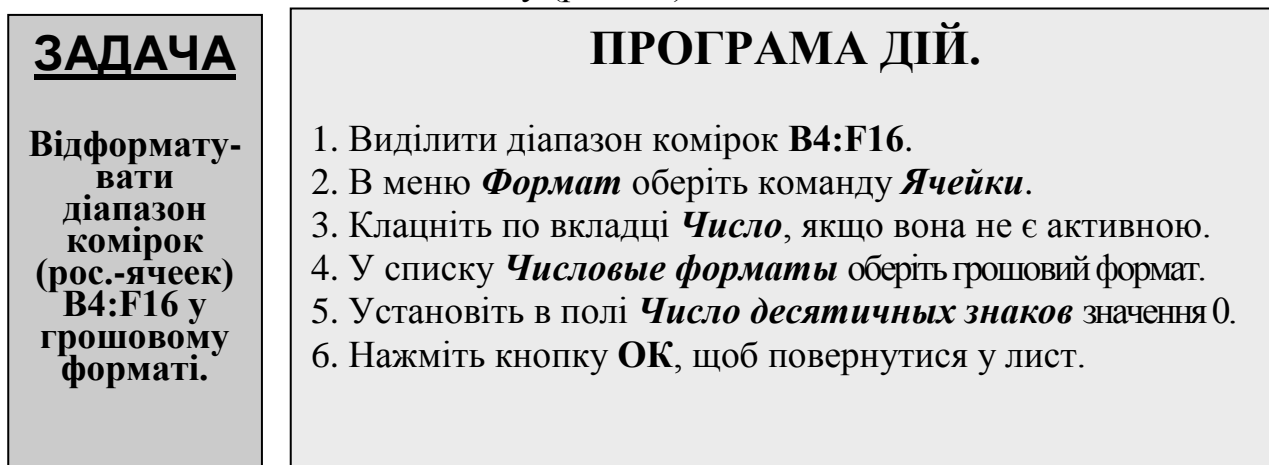 ЗАДАЧА
Відформату-
вати
діапазон
комірок
(рос.-ячеек)
B4:F16 у
грошовому
форматі.
ПРОГРАМА ДІЙ.
1. Виділити діапазон комірок B4:F16.
2. В меню Формат оберіть команду Ячейки.
3. Клацніть по вкладці Число, якщо вона не є активною.
4. У списку Числовые форматы оберіть грошовий формат.
5. Установіть в полі Число десятичных знаков значення 0.
6. Нажміть кнопку ОК, щоб повернутися у лист.